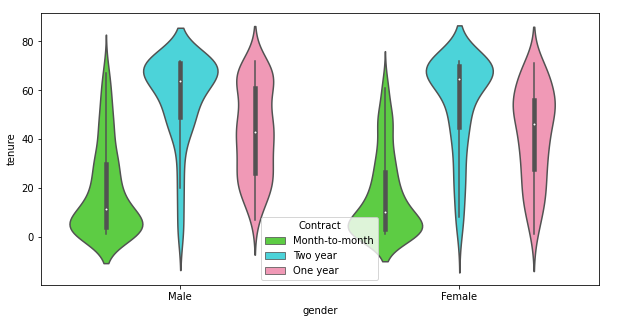 80
60
40
20
0
tenure
Contract
Month-to-month
Two year
One year
Male
Female
gender